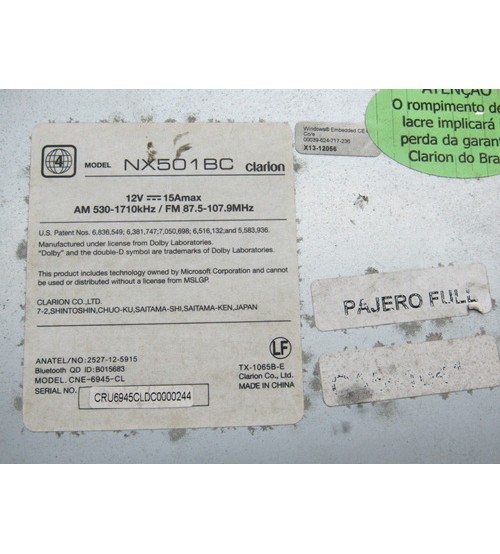 4
MODEL NX501BC clarion
12V 15Amax
AM 530-1710kHz / FM 87.5-107.9MHz
U.S. Patent Nos. 6,836,549; 6,381,747; 7,050,698; 6,516,132; and 5,583,936.
Manufactured under license from Dolby Laboratories.
"Dolby" and the double-D symbol are trademarks of Dolby Laboratories.
This product includes technology owned by Microsoft Corporation and cannot
be used or distributed without a license from MSLGP.
CLARION CO.,LTD.
7-2,SHINTOSHIN,CHUO-KU,SAITAMA-SHI,SAITAMA-KEN,JAPAN
LF
ANATEL/NO:2527-12-5915
Bluetooth QD ID:B015683
MODEL: CNE-6945-CL
SERIAL NO. CRU6945CLDC0000244
TX-1065B-E
Clarion Co., Ltd.
MADE IN CHINA
Windows® Embedded CE
Core
00039-624-717-236
X13-12056
ATENÇÃO
O rompimento de
lacre implicará
perda da garan
Clarion do Bra
PAJERO FULL